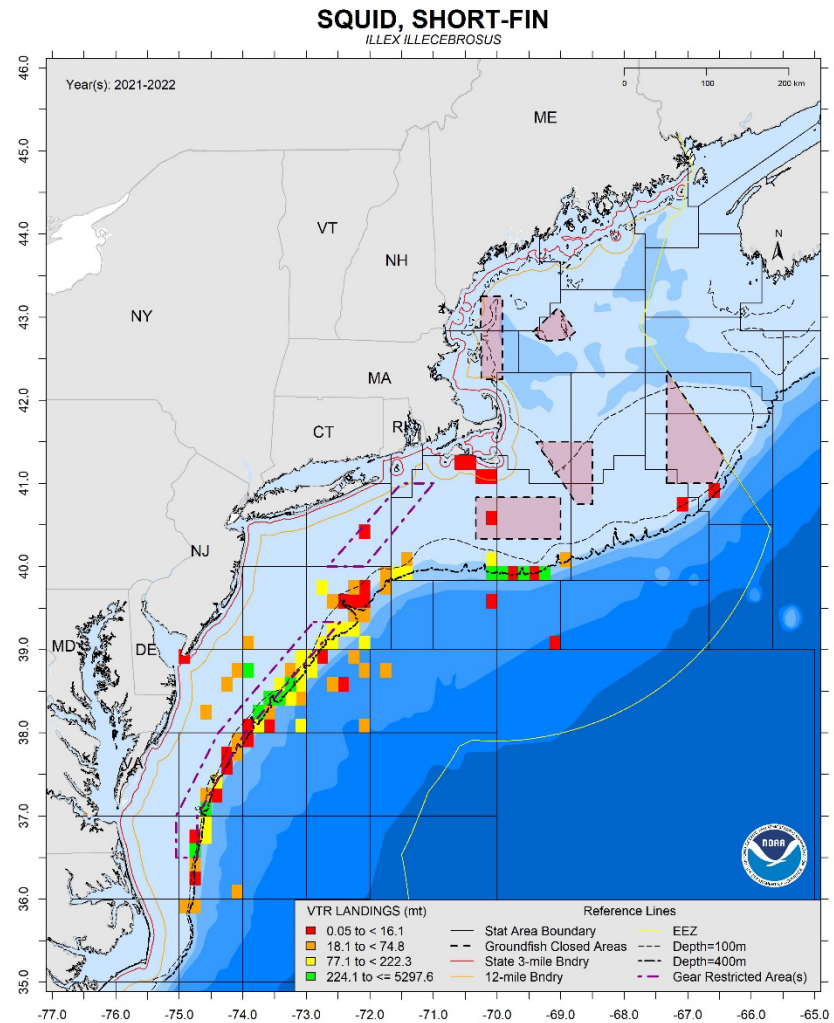 SQUID, SHORT-FIN
ILLEX ILLECEBROSUS
Year(s): 2021-2022
0 100 200 km
46.0
45.0
44.0
43.0
42.0
41.0
40.0
39.0
38.0
37.0
36.0
35.0
ME
VT
NH
N
NY
MA
CT
RI
NJ
MD
DE
VA
NOAA
VTR LANDINGS (mt)
0.05 to < 16.1
18.1 to < 74.8
77.1 to < 222.3
224.1 to <= 5297.6
Reference Lines
Stat Area Boundary
Groundfish Closed Areas
State 3-mile Bndry
12-mile Bndry
EEZ
Depth=100m
Depth=400m
Gear Restricted Area(s)
-77.0 -76.0 -75.0 -74.0 -73.0 -72.0 -71.0 -70.0 -69.0 -68.0 -67.0 -66.0 -65.0